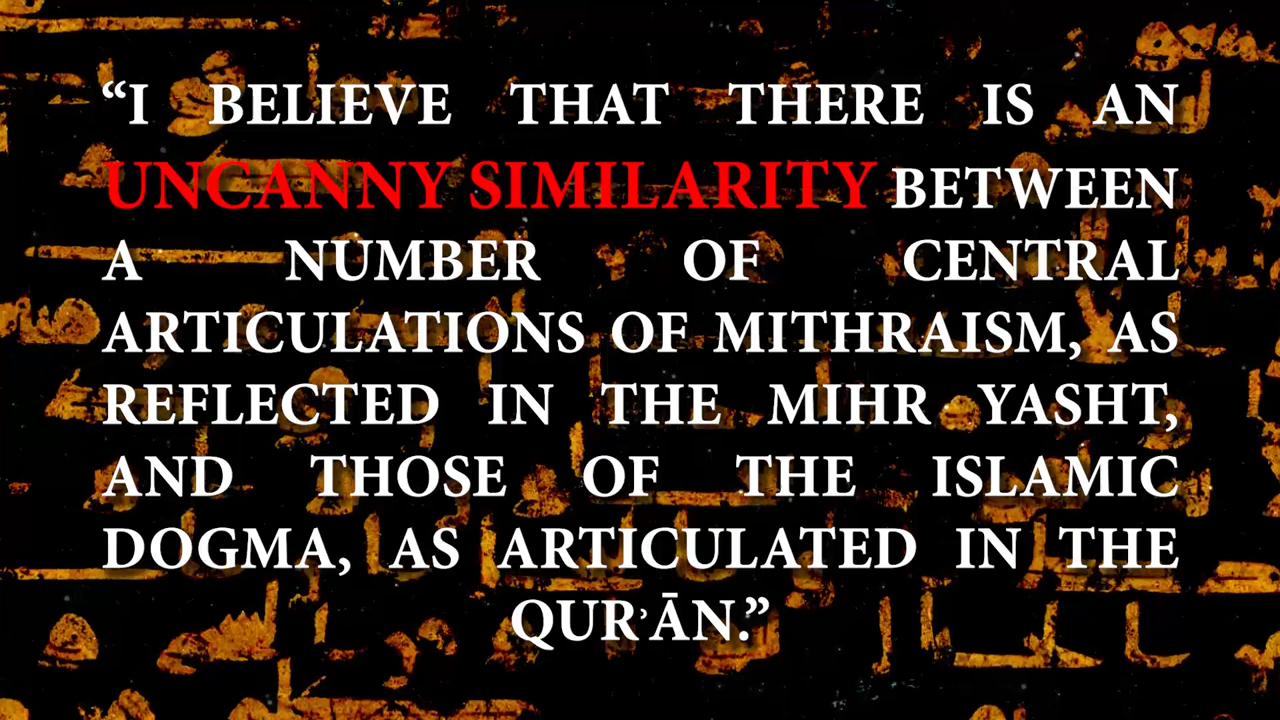 “I BELIEVE THAT THERE IS AN
UNCANNY SIMILARITY BETWEEN
A NUMBER OF CENTRAL
ARTICULATIONS OF MITHRAISM, AS
REFLECTED IN THE MIHR YASHT,
AND THOSE OF THE ISLAMIC
DOGMA, AS ARTICULATED IN THE
QURʾĀN.”